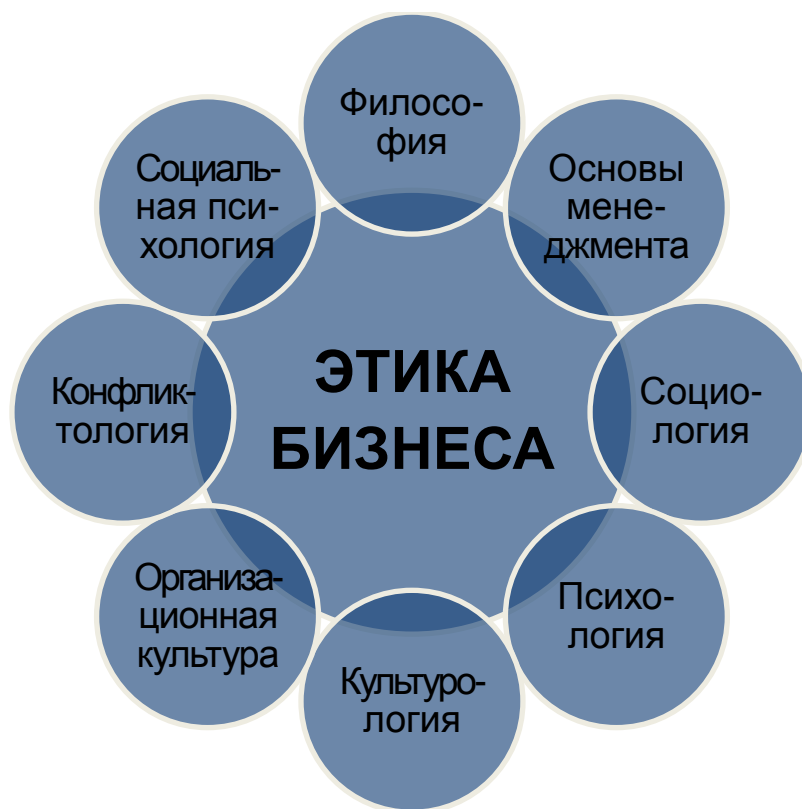 Филосо-
фия
Основы
мене-
джмента
Социо-
логия
Психо-
логия
Культуро-
логия
Организа-
ционная
культура
Конфлик-
тология
Социаль-
ная пси-
хология
ЭТИКА
БИЗНЕСА